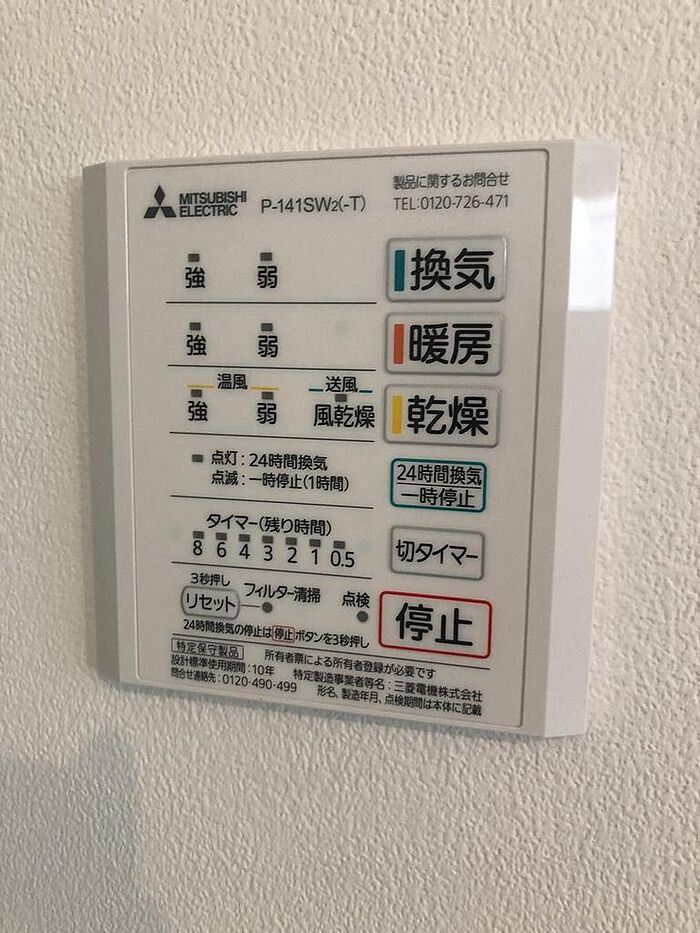 MITSUBISHI
ELECTRIC
P-141SW2(-T)
製品に関するお問合せ
TEL:0120-726-471
強 弱 換気
強 弱 暖房
温風 送風
強 弱 風乾燥 乾燥
点灯:24時間換気
点滅:一時停止(1時間)
24時間換気
一時停止
タイマー(残り時間)
8 6 4 3 2 1 0.5
切タイマー
3秒押し
リセット フィルター清掃 点検
停止
24時間換気の停止は停止ボタンを3秒押し
特定保守製品 所有者票による所有者登録が必要です
設計標準使用期間:10年 特定製造事業者等名:三菱電機株式会社
問合せ連絡先:0120-490-499 形名、製造年月、点検期間は本体に記載